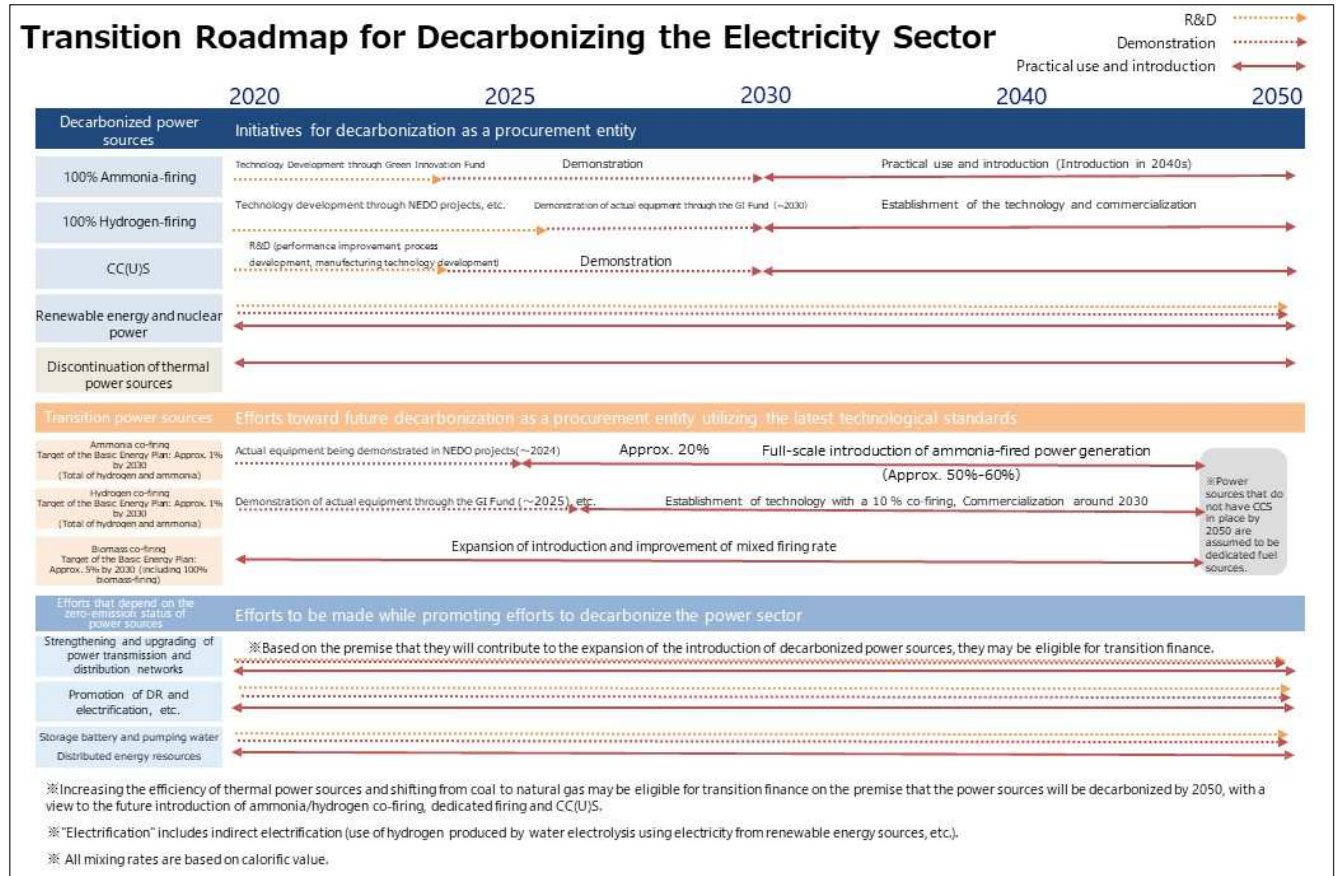 Transition Roadmap for Decarbonizing the Electricity Sector
R&D
Demonstration
Practical use and introduction
2020 2025 2030 2040 2050
Decarbonized power
sources
Initiatives for decarbonization as a procurement entity
100% Ammonia-firing
Technology Development through Green Innovation Fund
Demonstration
Practical use and introduction (Introduction in 2040s)
100% Hydrogen-firing
Technology development through NEDO projects, etc.
Demonstration of actual equipment through the GI Fund (~2030)
Establishment of the technology and commercialization
CC(U)S
R&D (performance improvement, process
development, manufacturing technology development)
Demonstration
Renewable energy and nuclear
power
Discontinuation of thermal
power sources
Transition power sources
Efforts toward future decarbonization as a procurement entity utilizing the latest technological standards
Ammonia co-firing
Target of the Basic Energy Plan: Approx. 1%
by 2030
(Total of hydrogen and ammonia)
Actual equipment being demonstrated in NEDO projects(~2024)
Approx. 20%
Full-scale introduction of ammonia-fired power generation
(Approx. 50%-60%)
Hydrogen co-firing
Target of the Basic Energy Plan: Approx. 1%
by 2030
(Total of hydrogen and ammonia)
Demonstration of actual equipment through the GI Fund (~2025), etc.
Establishment of technology with a 10 % co-firing, Commercialization around 2030
Biomass co-firing
Target of the Basic Energy Plan:
Approx. 5% by 2030 (including 100%
biomass-firing)
Expansion of introduction and improvement of mixed firing rate
※Power
sources that do
not have CCS
in place by
2050 are
assumed to be
dedicated fuel
sources.
Efforts that depend on the
zero-emission status of
power sources
Efforts to be made while promoting efforts to decarbonize the power sector
Strengthening and upgrading of
power transmission and
distribution networks
※Based on the premise that they will contribute to the expansion of the introduction of decarbonized power sources, they may be eligible for transition finance.
Promotion of DR and
electrification, etc.
Storage battery and pumping water
Distributed energy resources
※Increasing the efficiency of thermal power sources and shifting from coal to natural gas may be eligible for transition finance on the premise that the power sources will be decarbonized by 2050, with a
view to the future introduction of ammonia/hydrogen co-firing, dedicated firing and CC(U)S.
※"Electrification" includes indirect electrification (use of hydrogen produced by water electrolysis using electricity from renewable energy sources, etc.).
※ All mixing rates are based on calorific value.